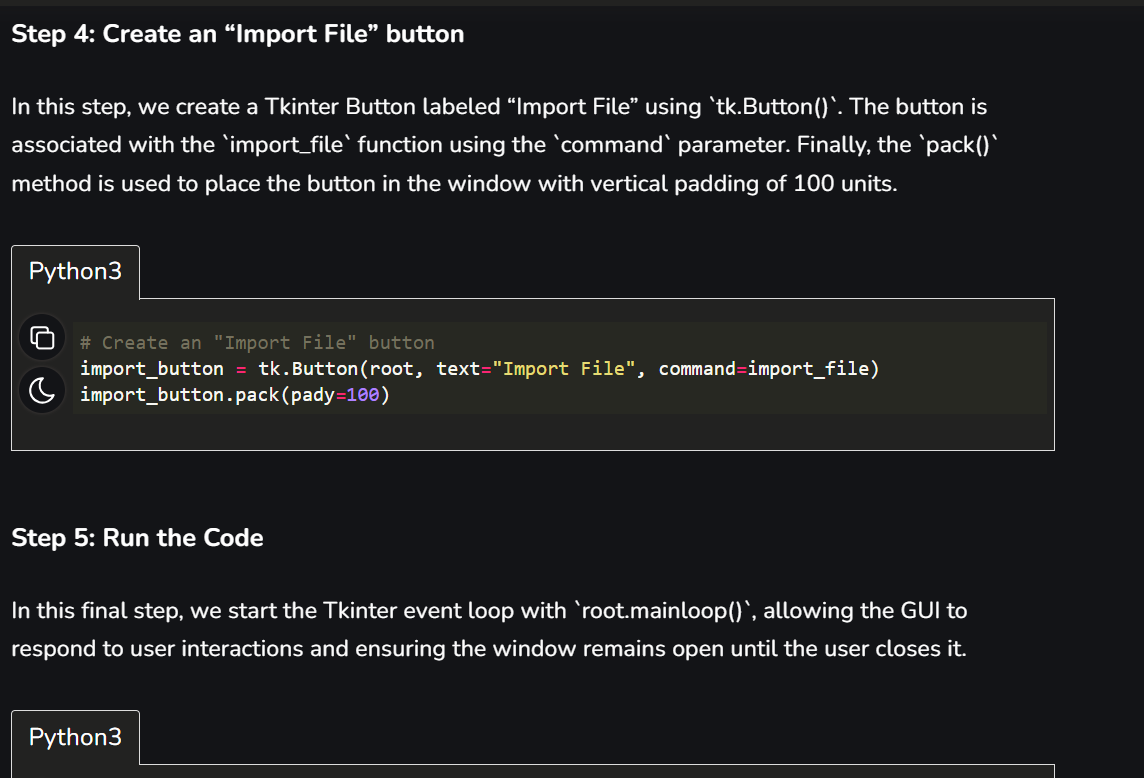 Step 4: Create an “Import File” button
In this step, we create a Tkinter Button labeled “Import File” using `tk.Button()`. The button is
associated with the `import_file` function using the `command` parameter. Finally, the `pack()`
method is used to place the button in the window with vertical padding of 100 units.
Python3
# Create an "Import File" button
import_button = tk.Button(root, text="Import File", command=import_file)
import_button.pack(pady=100)
Step 5: Run the Code
In this final step, we start the Tkinter event loop with `root.mainloop()`, allowing the GUI to
respond to user interactions and ensuring the window remains open until the user closes it.
Python3